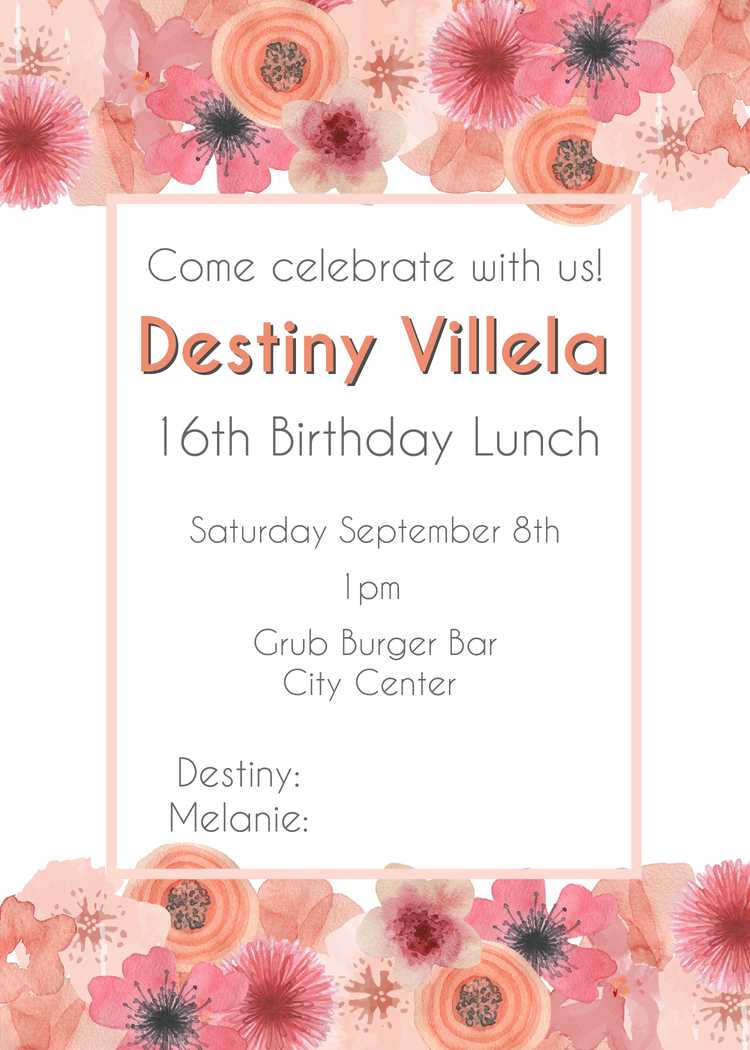 Come celebrate with us!
Destiny Villela
16th Birthday Lunch
Saturday September 8th
1pm
Grub Burger Bar
City Center
Destiny:
Melanie: